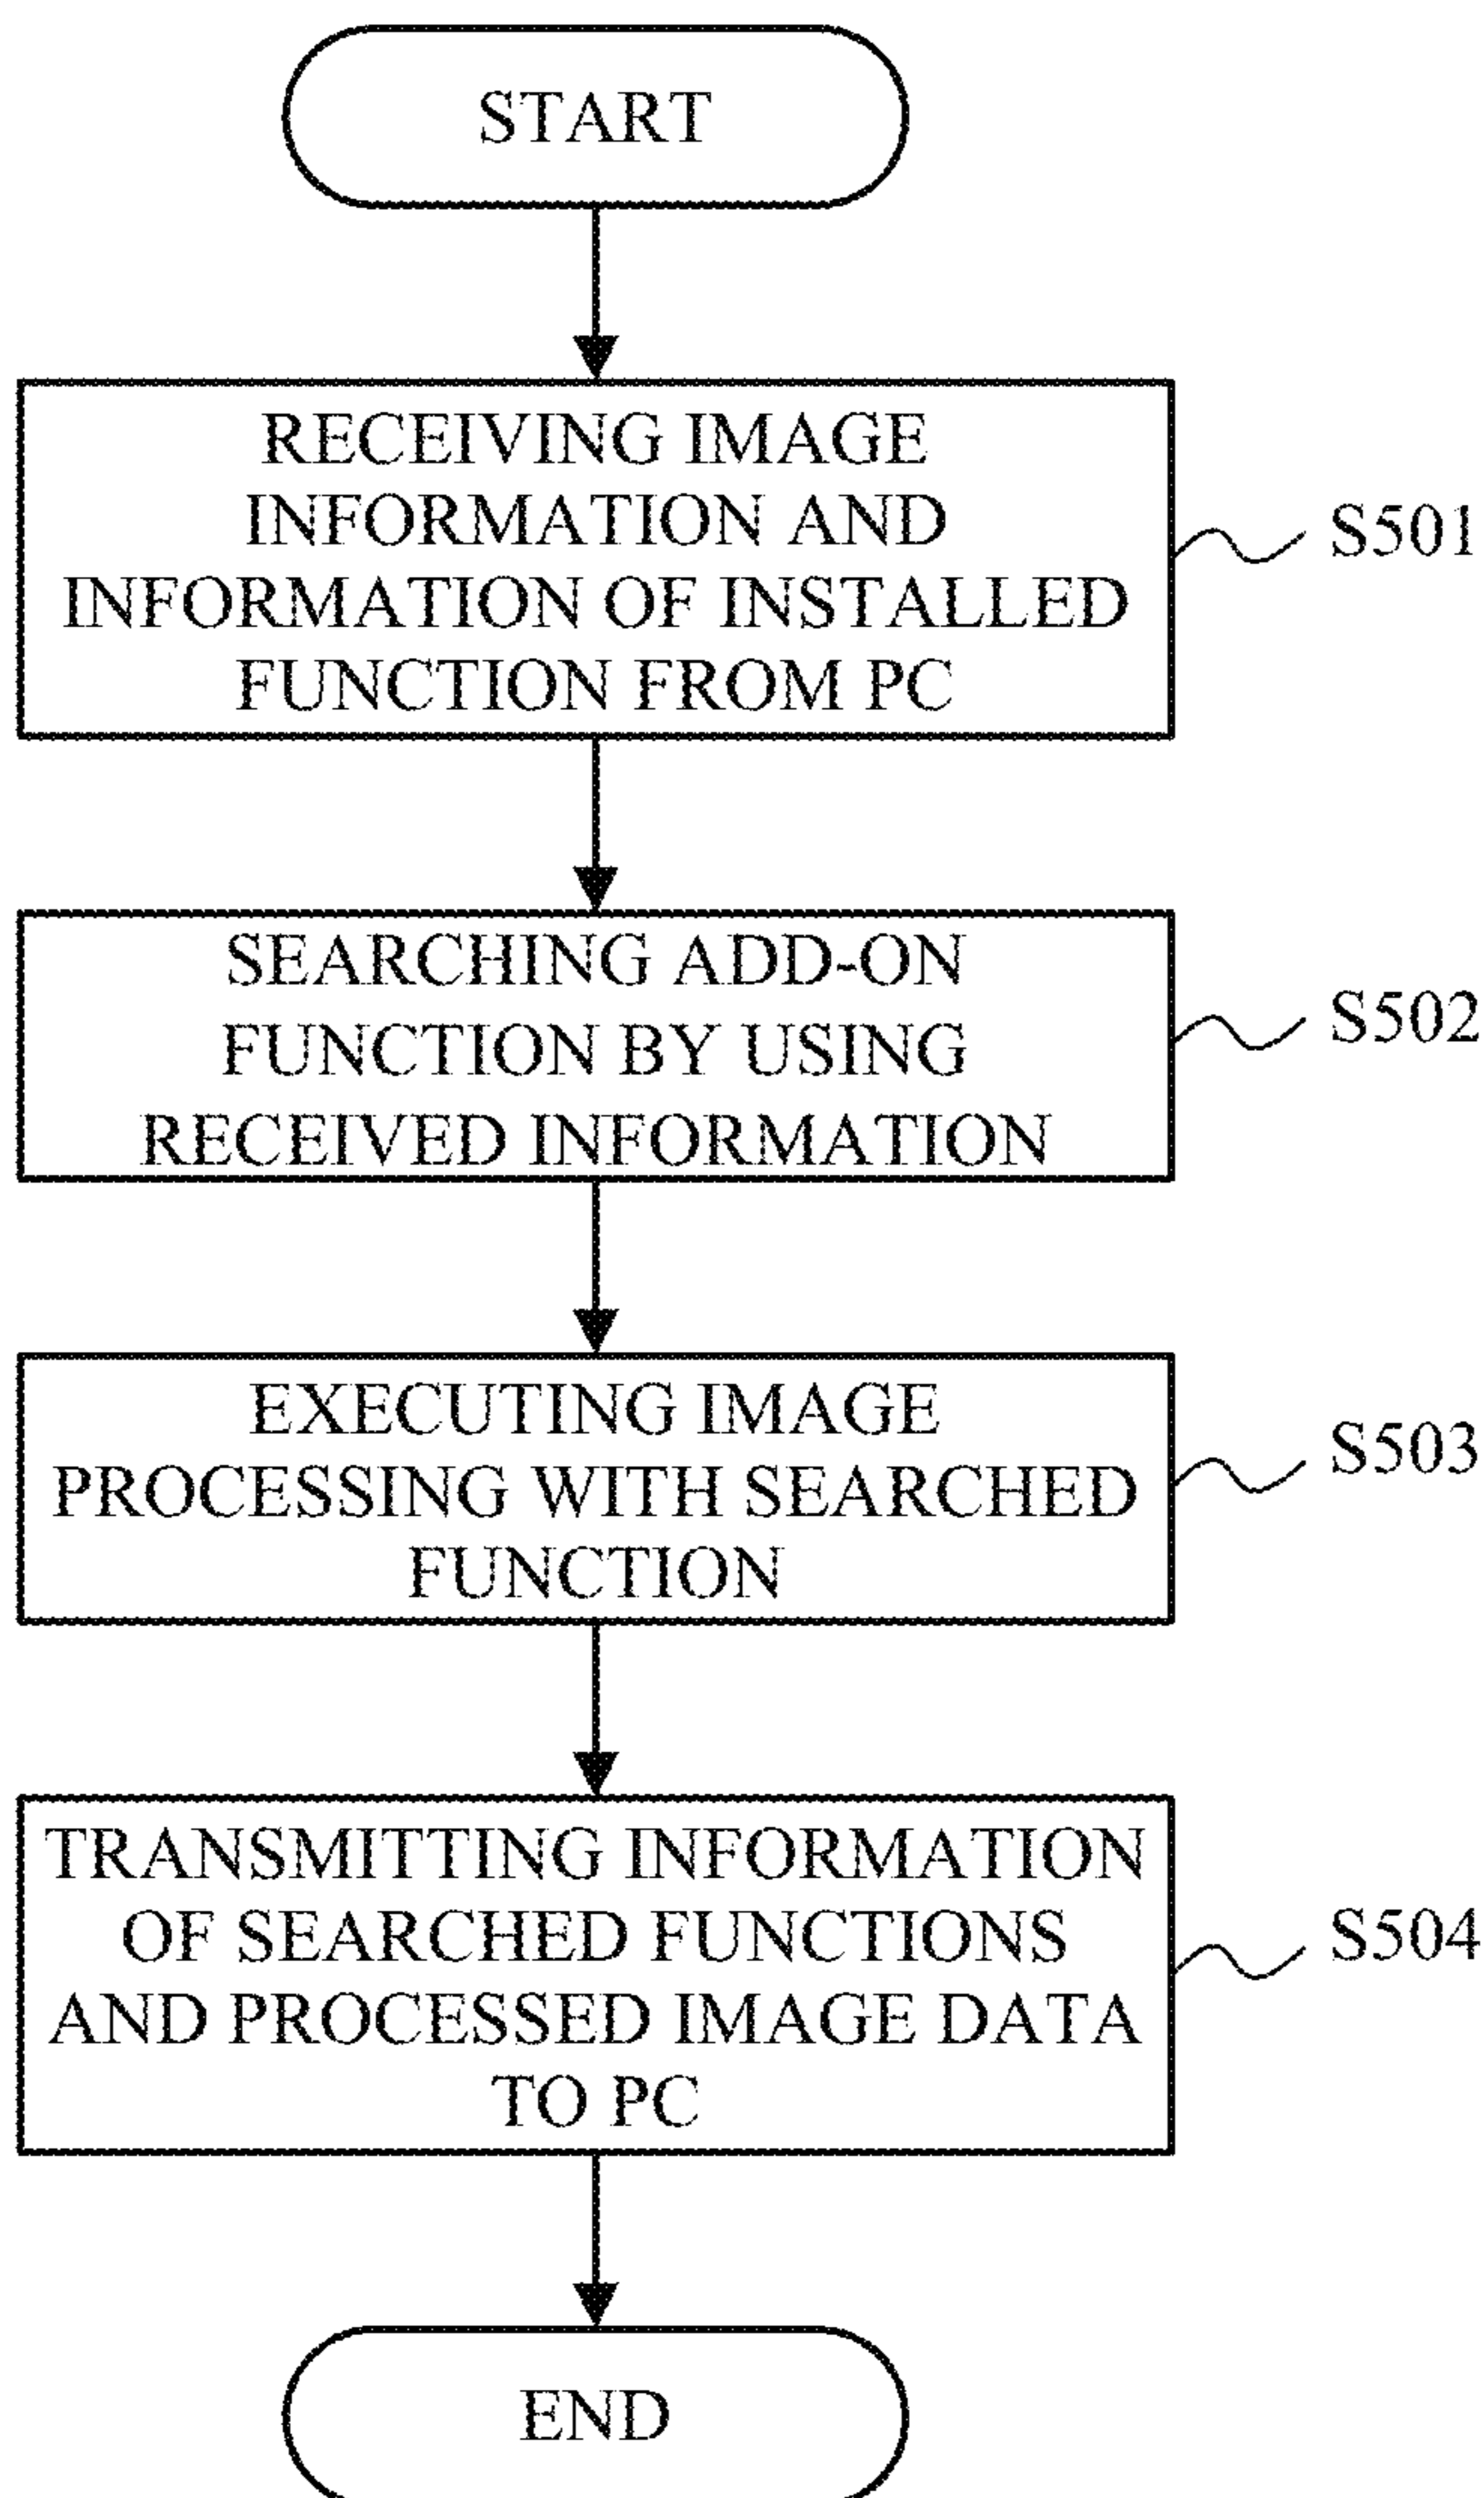 START
RECEIVING IMAGE
INFORMATION AND
INFORMATION OF INSTALLED
FUNCTION FROM PC
S501
SEARCHING ADD-ON
FUNCTION BY USING
RECEIVED INFORMATION
S502
EXECUTING IMAGE
PROCESSING WITH SEARCHED
FUNCTION
S503
TRANSMITTING INFORMATION
OF SEARCHED FUNCTIONS
AND PROCESSED IMAGE DATA
TO PC
S504
END